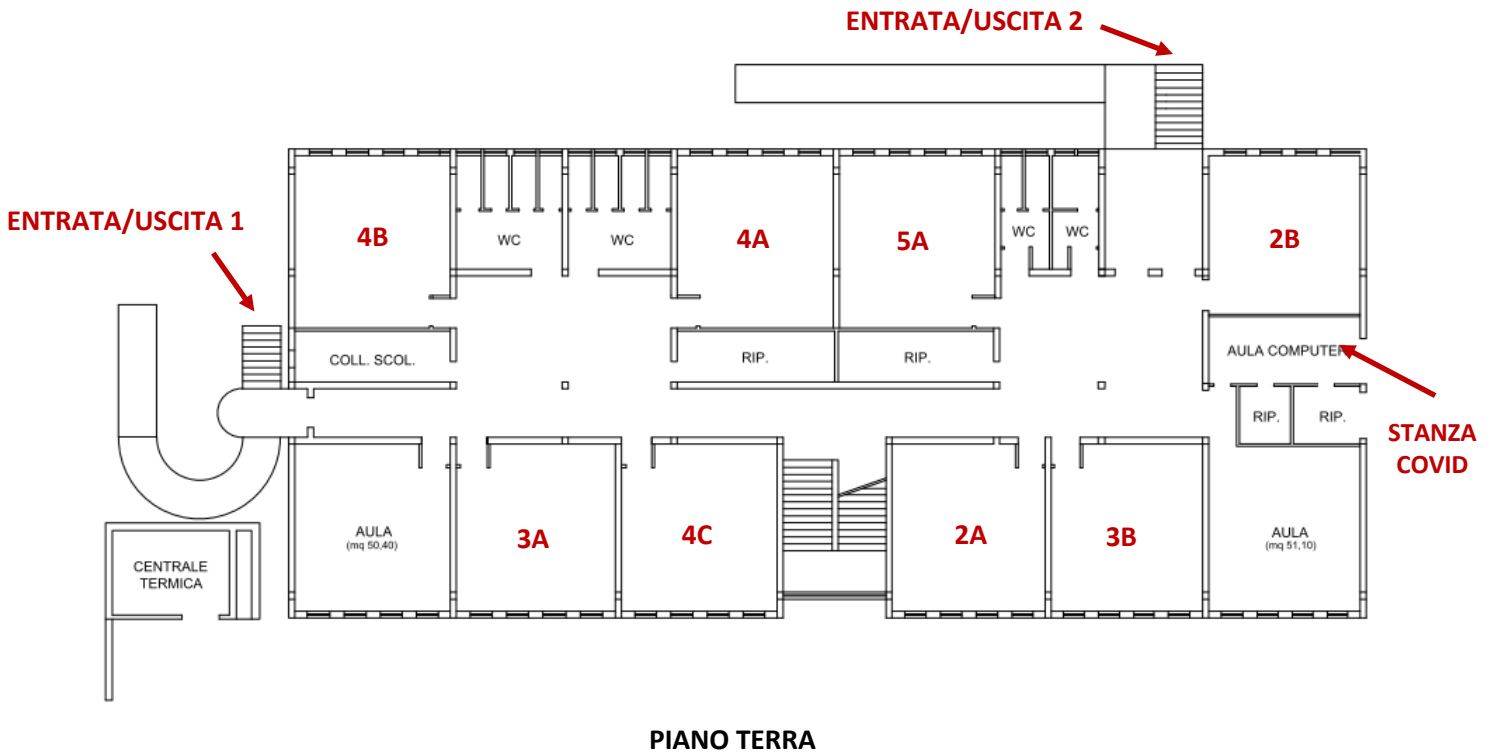 ENTRATA/USCITA 2
ENTRATA/USCITA 1
4B
WC
WC
4A
5A
WC
WC
2B
COLL. SCOL.
RIP.
RIP.
AULA COMPUTER
RIP.
RIP.
STANZA
COVID
AULA
(mq 50,40)
3A
4C
2A
3B
AULA
(mq 51,10)
CENTRALE
TERMICA
PIANO TERRA